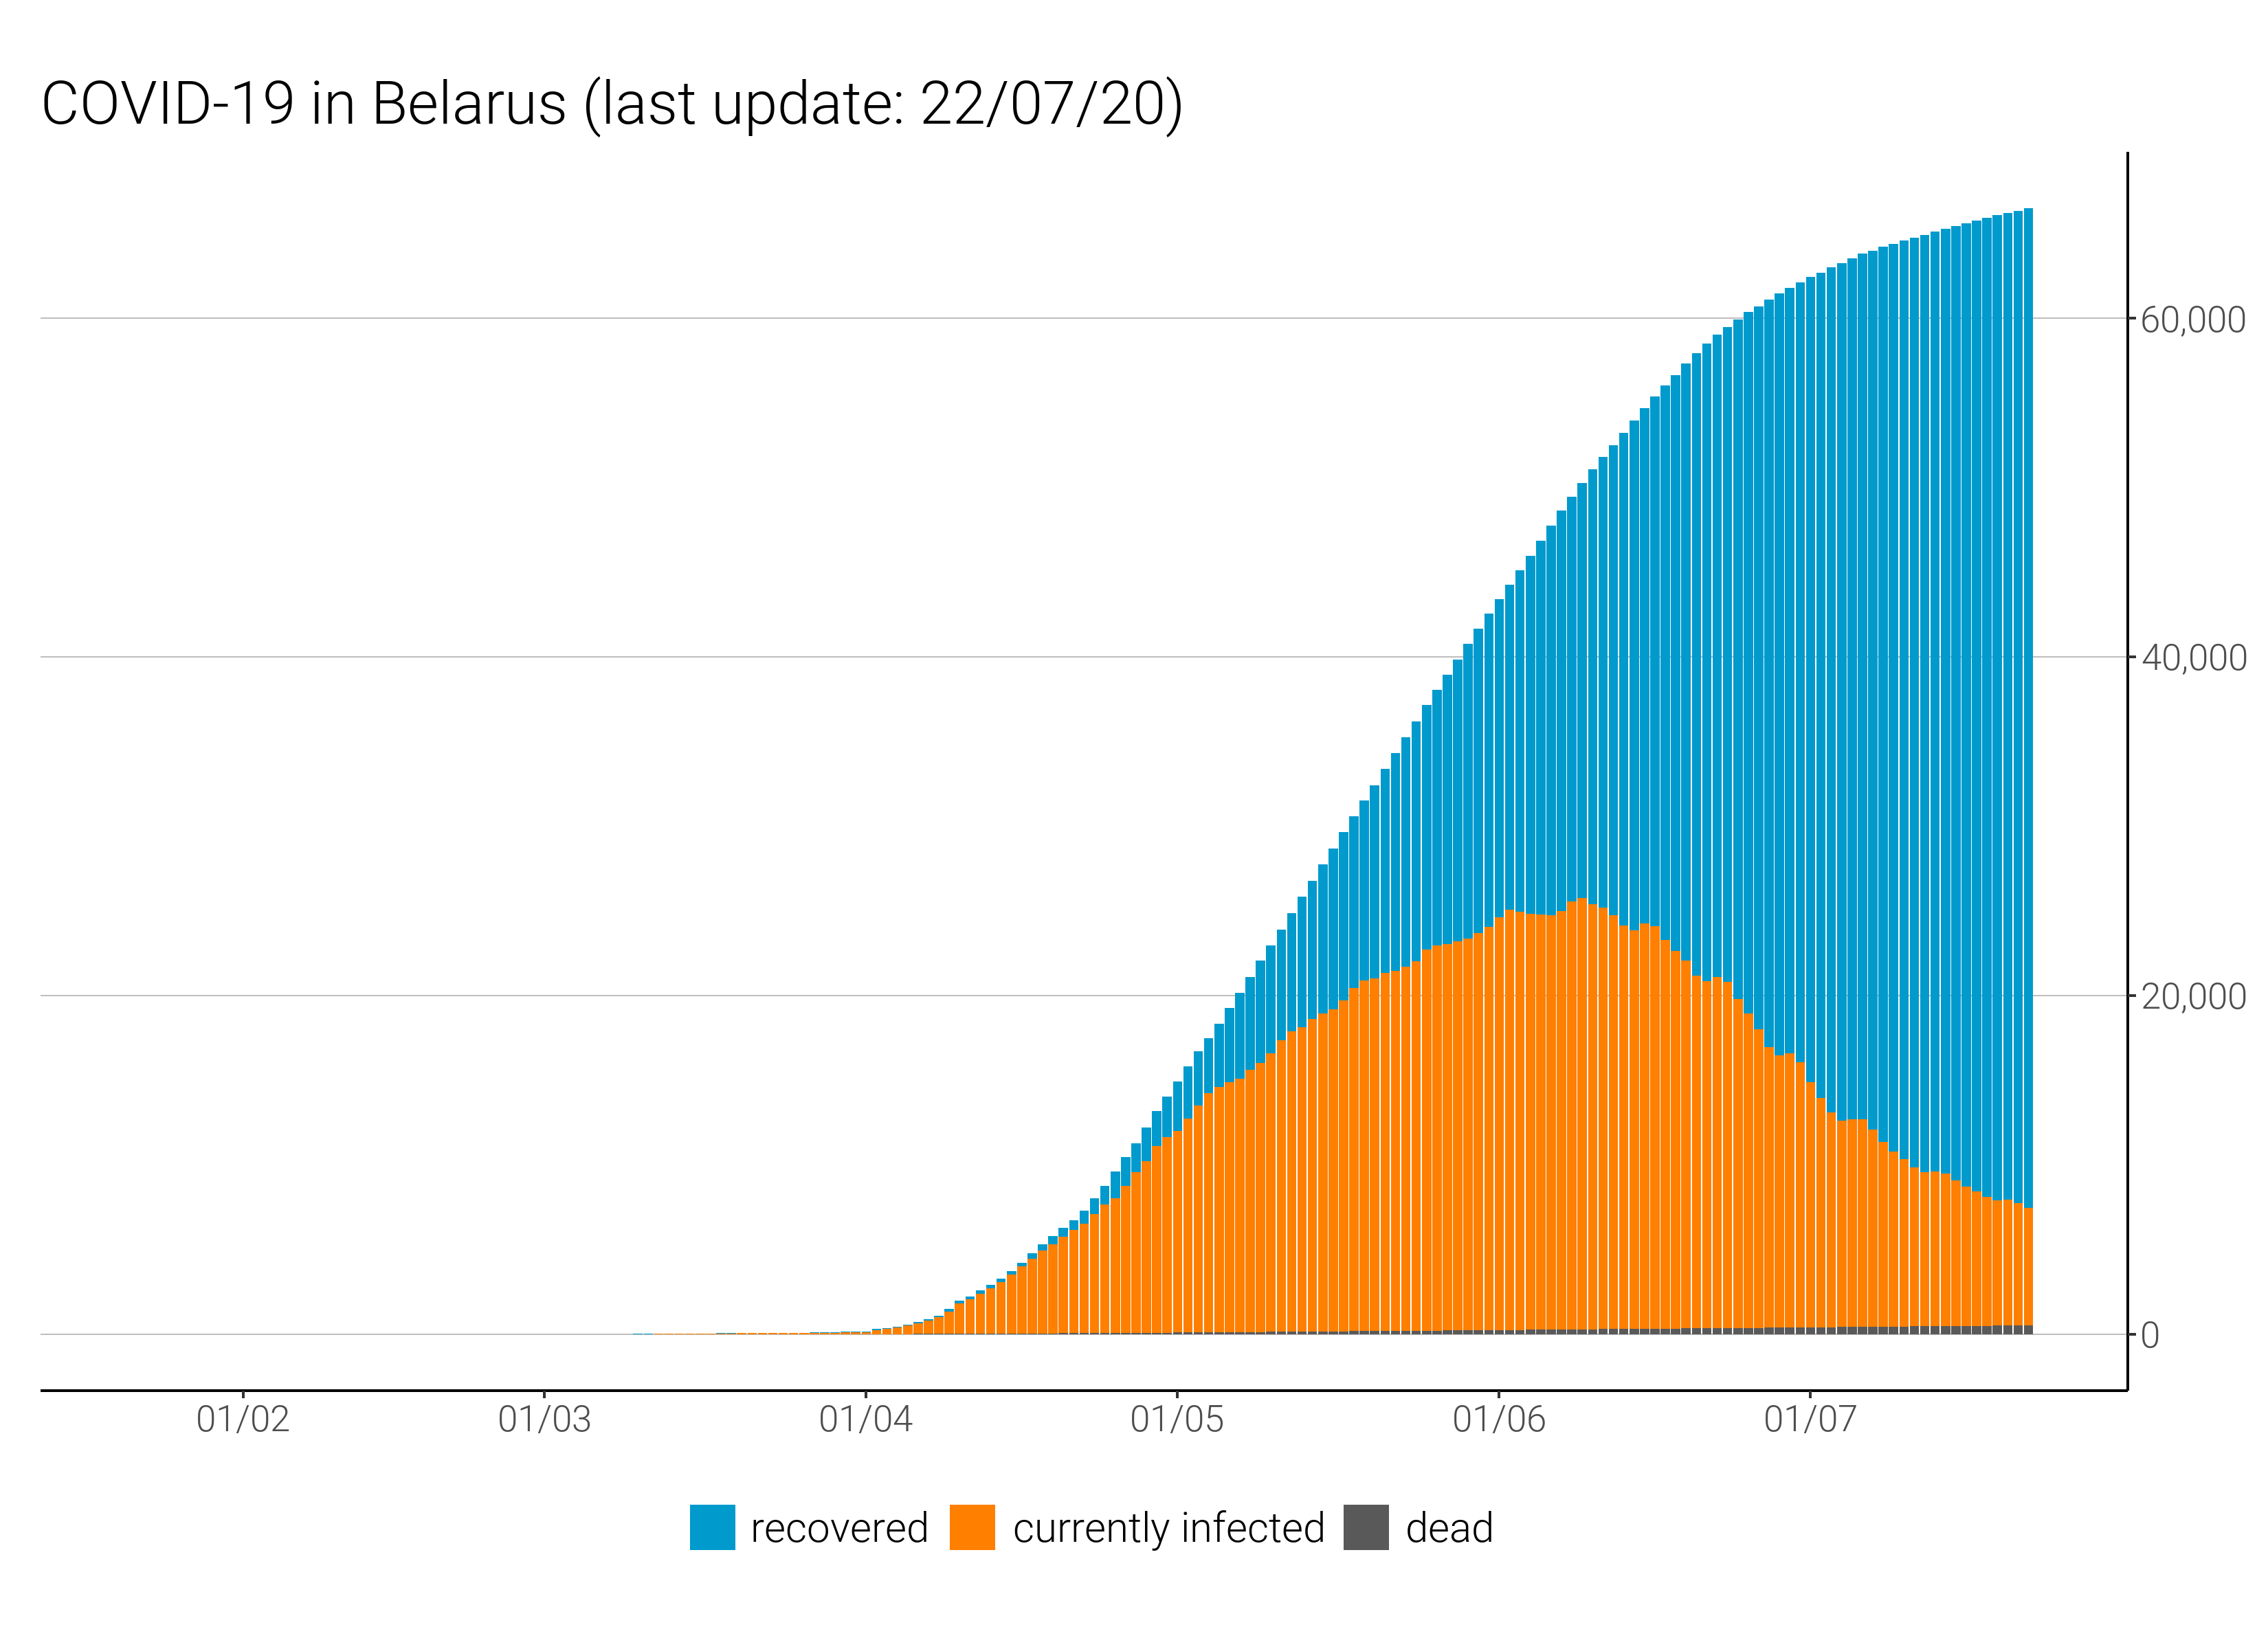 COVID-19 in Belarus (last update: 22/07/20)
60,000
40,000
20,000
0
01/02 01/03 01/04 01/05 01/06 01/07
recovered currently infected dead